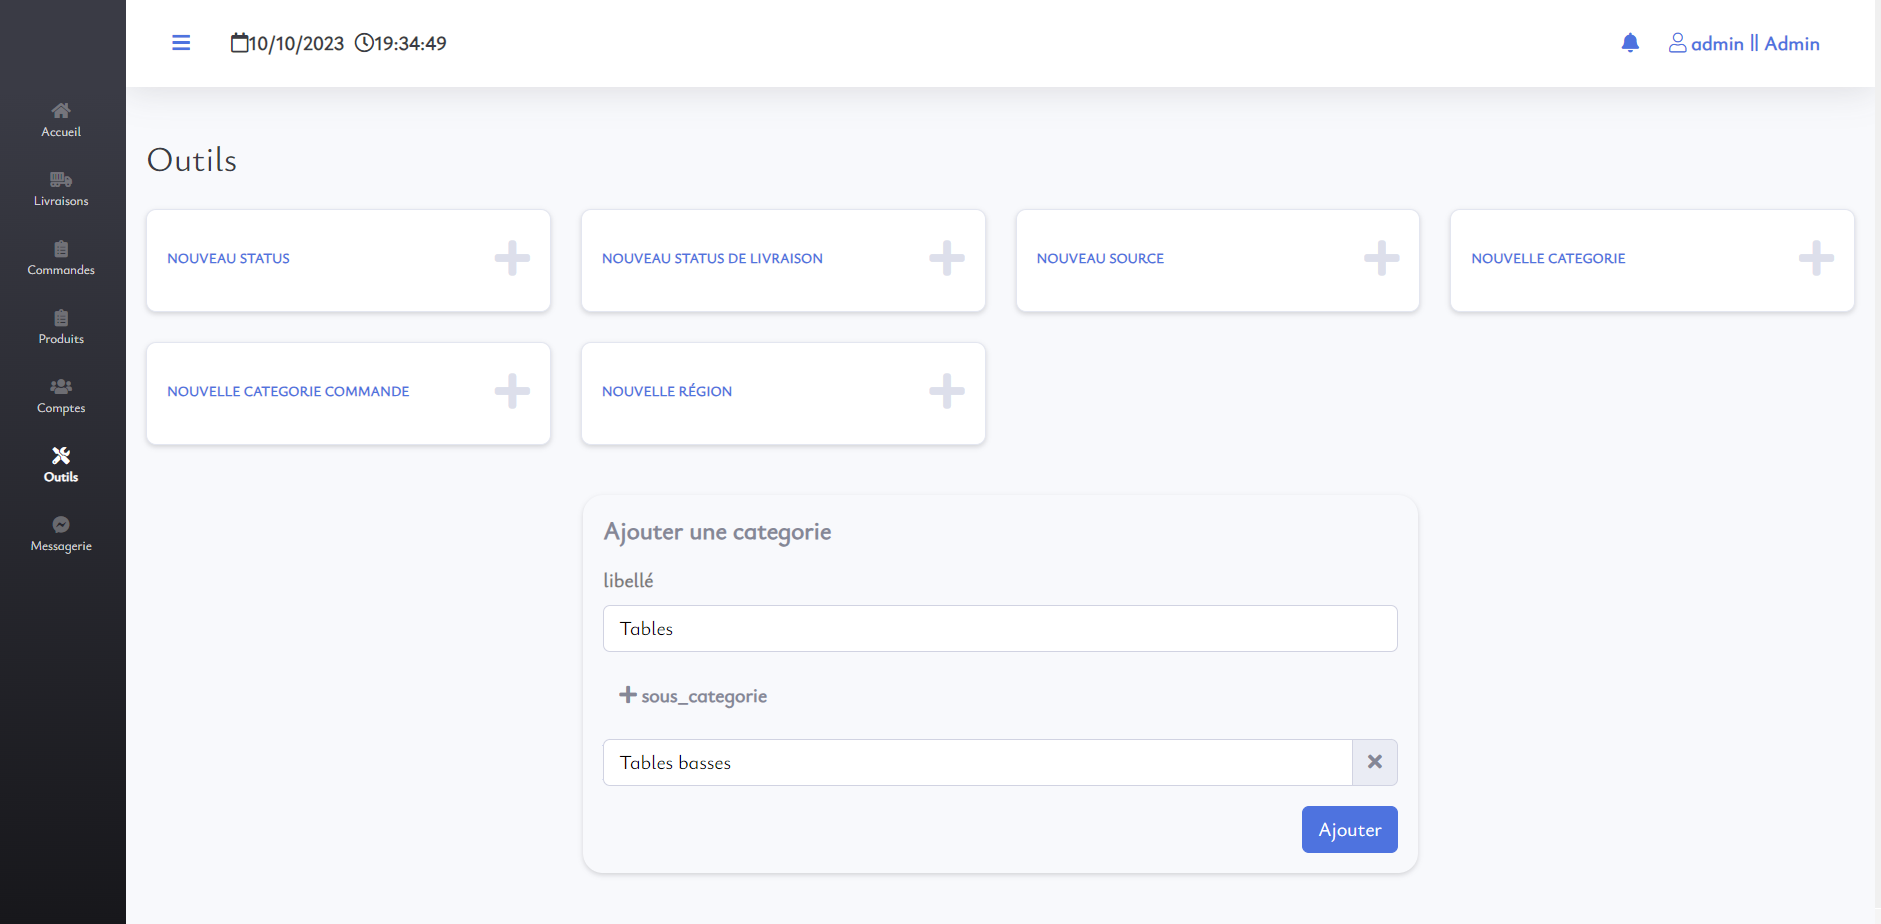 10/10/2023 19:34:49
admin || Admin
Accueil
Livraisons
Commandes
Produits
Comptes
Outils
Messagerie
Outils
NOUVEAU STATUS
NOUVEAU STATUS DE LIVRAISON
NOUVEAU SOURCE
NOUVELLE CATEGORIE
NOUVELLE CATEGORIE COMMANDE
NOUVELLE RÉGION
Ajouter une categorie
libellé
Tables
sous_categorie
Tables basses
Ajouter